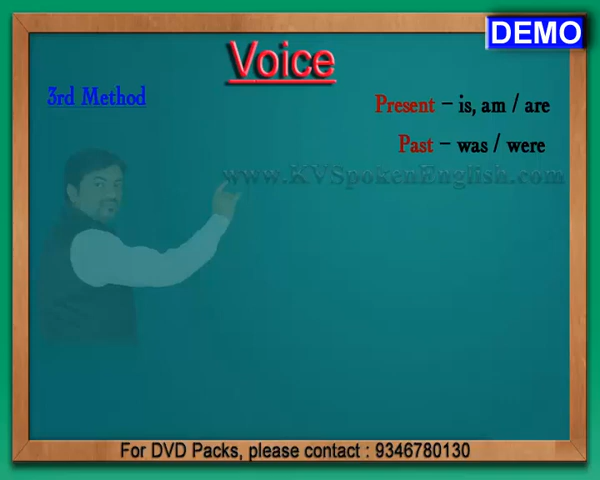 DEMO
Voice
3rd Method
Present – is, am / are
Past – was / were
www.KVSpokenEnglish.com
For DVD Packs, please contact : 9346780130